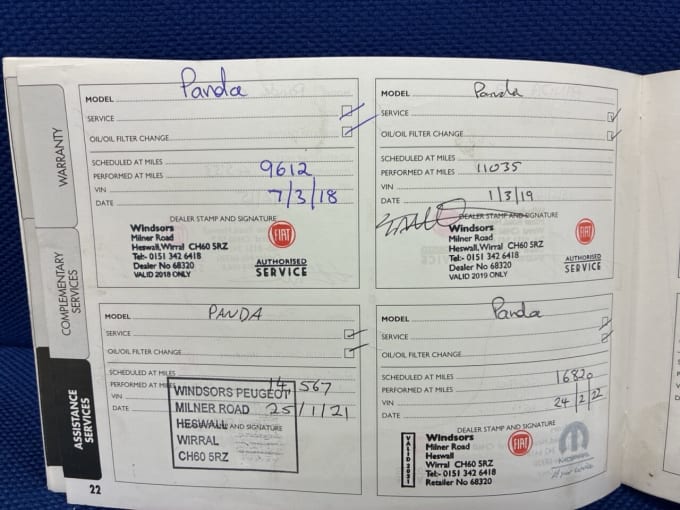 WARRANTY
COMPLEMENTARY SERVICES
ASSISTANCE SERVICES
MODEL Panda
SERVICE
OIL/OIL FILTER CHANGE
SCHEDULED AT MILES
PERFORMED AT MILES 9612
VIN
DATE 7/3/18
DEALER STAMP AND SIGNATURE
Windsors
Milner Road
Heswall, Wirral CH60 5RZ
Tel:- 0151 342 6418
Dealer No 68320
VALID 2018 ONLY
FIAT
AUTHORISED
SERVICE
MODEL Panda
SERVICE
OIL/OIL FILTER CHANGE
SCHEDULED AT MILES
PERFORMED AT MILES 11035
VIN
DATE 1/3/19
DEALER STAMP AND SIGNATURE
Windsors
Milner Road
Heswall, Wirral CH60 5RZ
Tel:- 0151 342 6418
Dealer No 68320
VALID 2019 ONLY
FIAT
AUTHORISED
SERVICE
MODEL PANDA
SERVICE
OIL/OIL FILTER CHANGE
SCHEDULED AT MILES
PERFORMED AT MILES 14,567
VIN
DATE 25/1/21
AND SIGNATURE
WINDSORS PEUGEOT
MILNER ROAD
HESWALL
WIRRAL
CH60 5RZ
MODEL Panda
SERVICE
OIL/OIL FILTER CHANGE
SCHEDULED AT MILES
PERFORMED AT MILES 16820
VIN
DATE 24/2/22
DEALER STAMP AND SIGNATURE
VALID 2021
Windsors
Milner Road
Heswall
Wirral CH60 5RZ
Tel:- 0151 342 6418
Retailer No 68320
FIAT
MOPAR
22